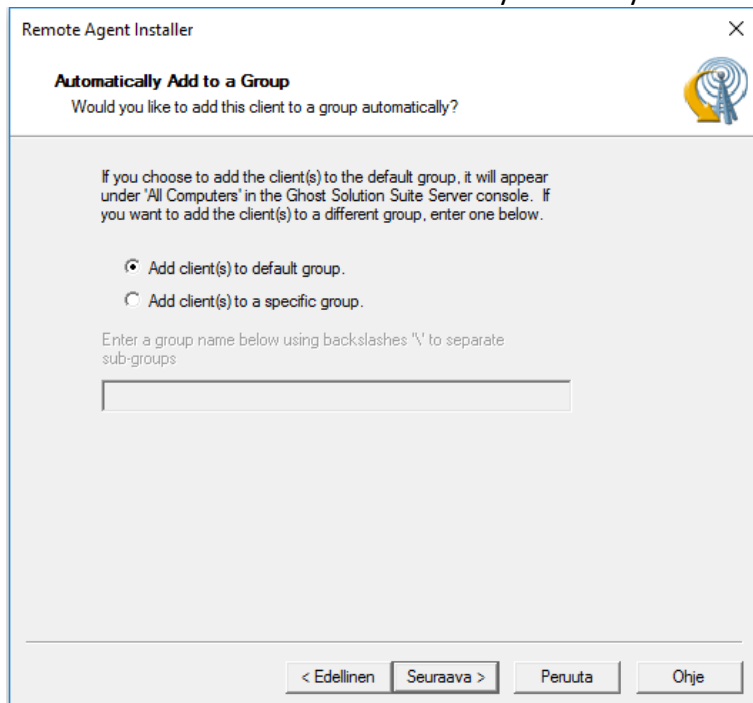 Remote Agent Installer
Automatically Add to a Group
Would you like to add this client to a group automatically?
If you choose to add the client(s) to the default group, it will appear
under 'All Computers' in the Ghost Solution Suite Server console. If
you want to add the client(s) to a different group, enter one below.
Add client(s) to default group.
Add client(s) to a specific group.
Enter a group name below using backslashes '\' to separate
sub-groups
< Edellinen
Seuraava >
Peruuta
Ohje